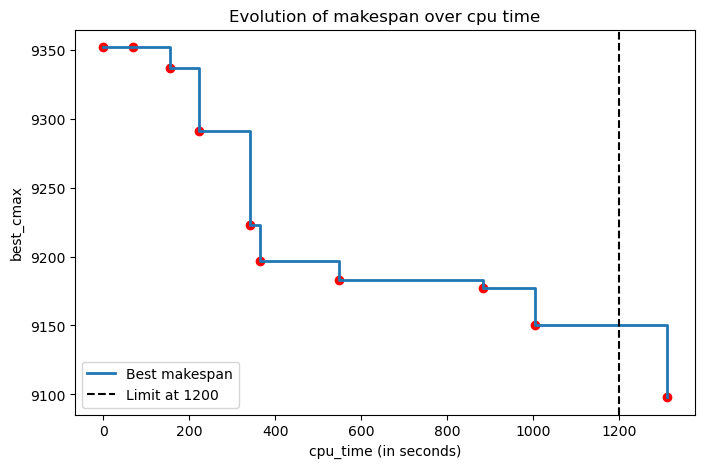 Evolution of makespan over cpu time
best_cmax
9350
9300
9250
9200
9150
9100
Best makespan
Limit at 1200
0
200
400
600
800
1000
1200
cpu_time (in seconds)